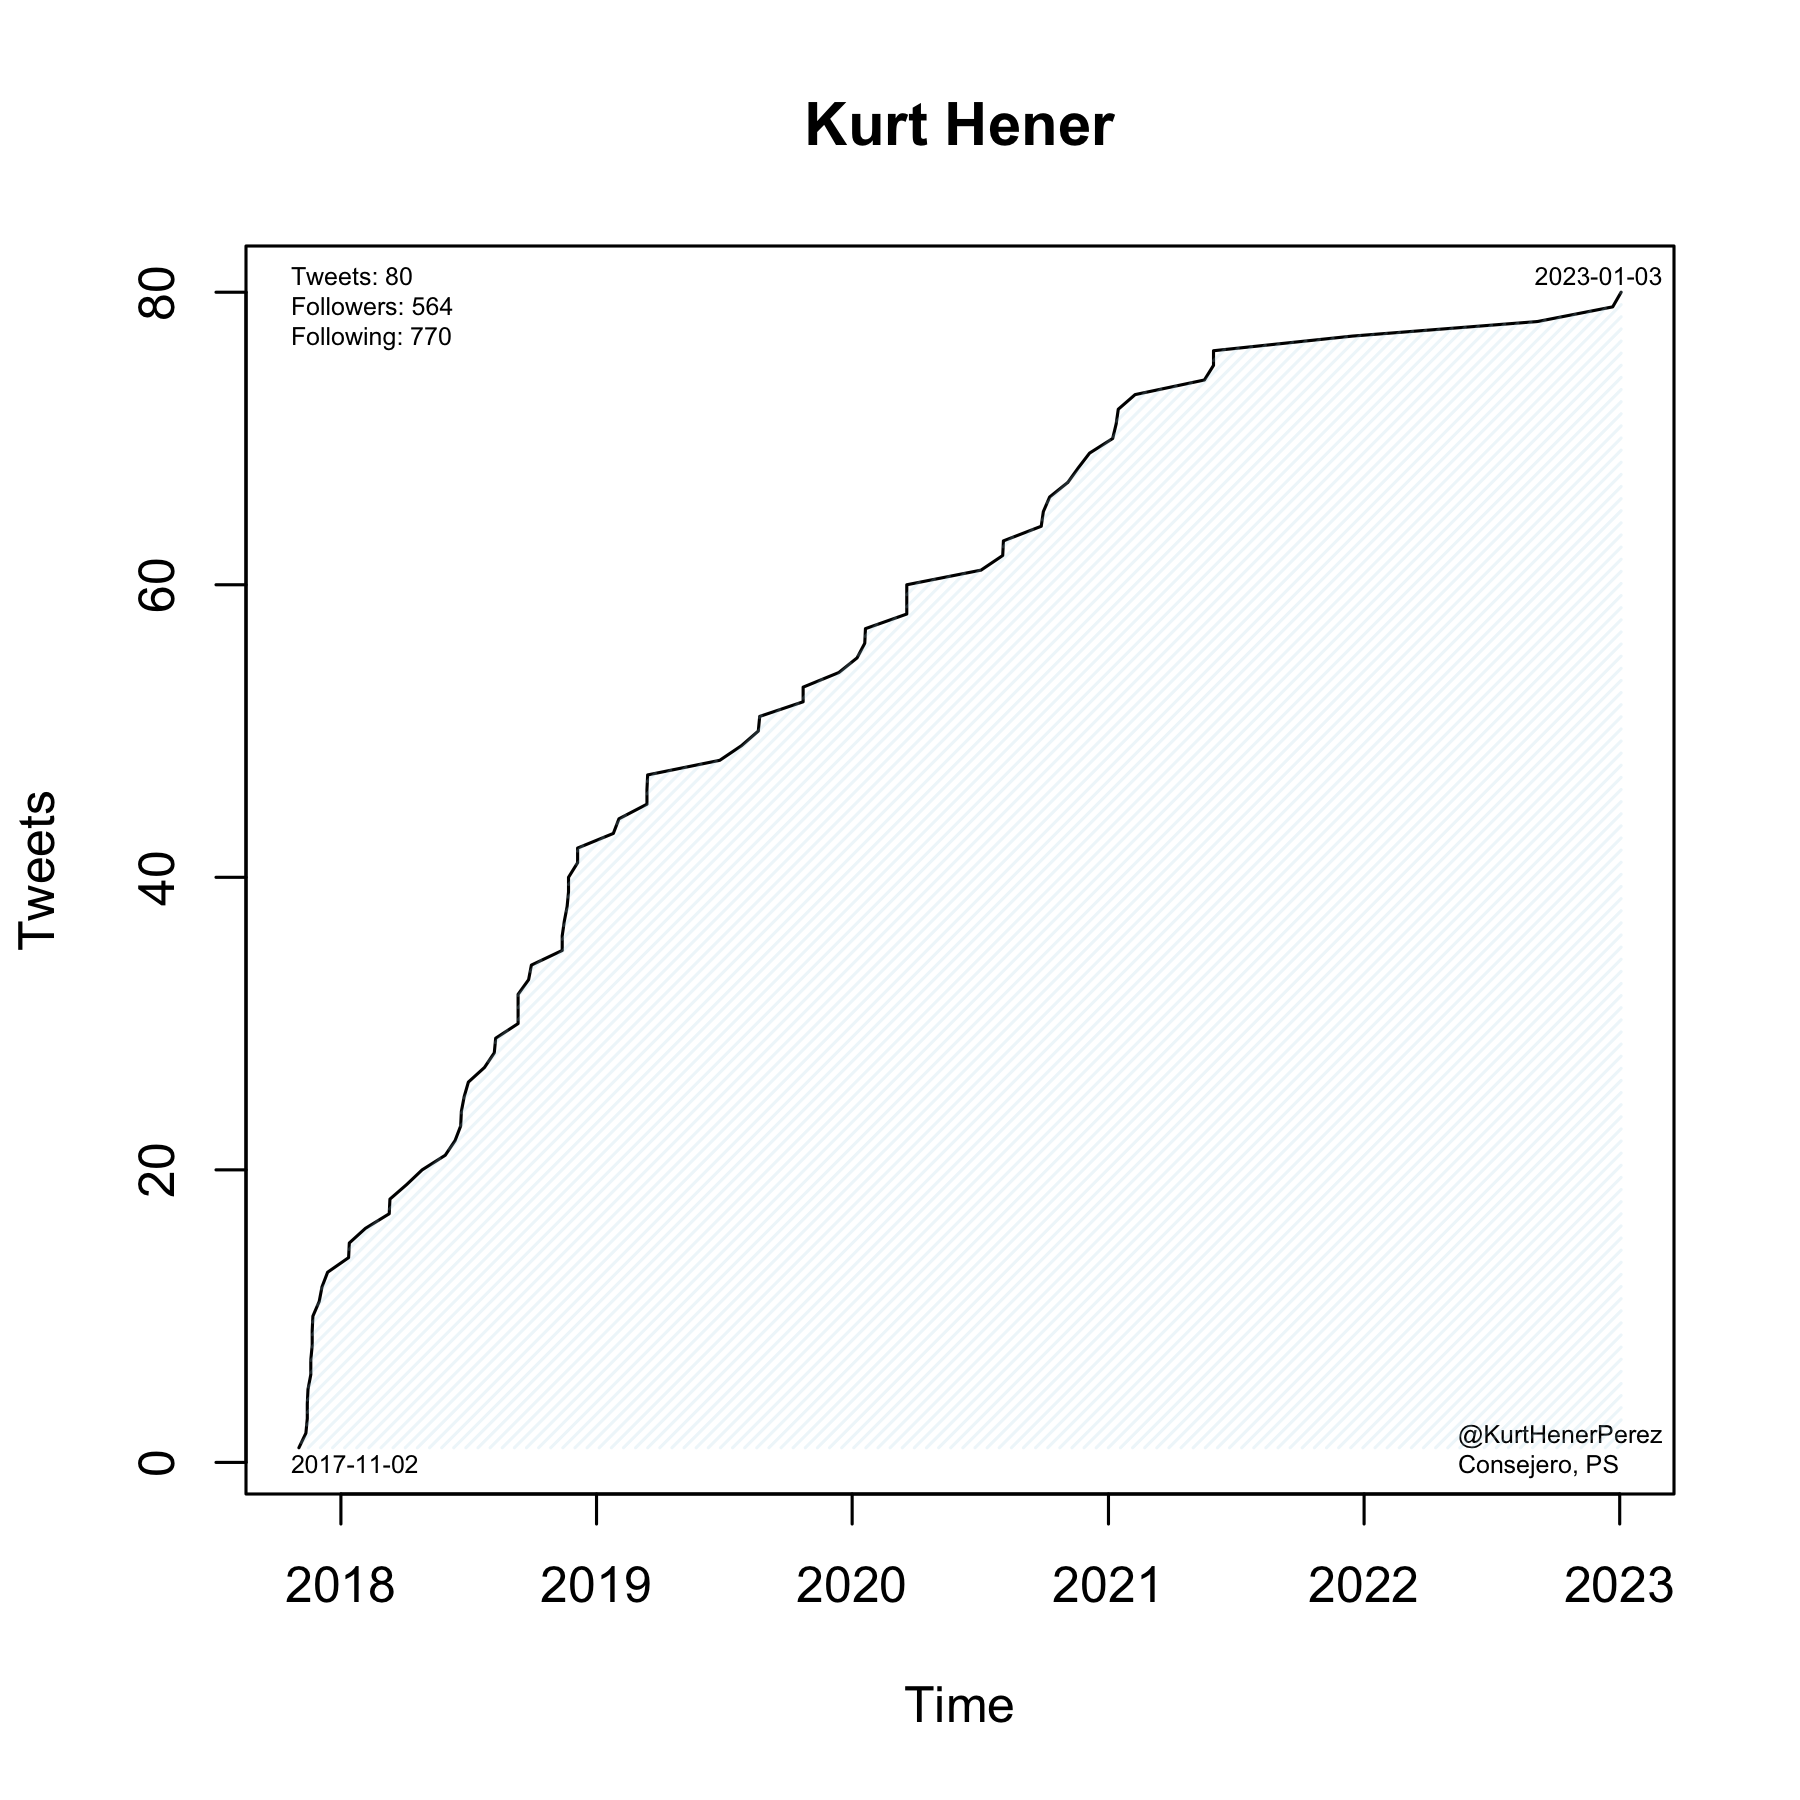 Kurt Hener
Tweets: 80
Followers: 564
Following: 770
2023-01-03
80
60
40
20
0
Tweets
@KurtHenerPerez
Consejero, PS
2017-11-02
2018
2019
2020
2021
2022
2023
Time